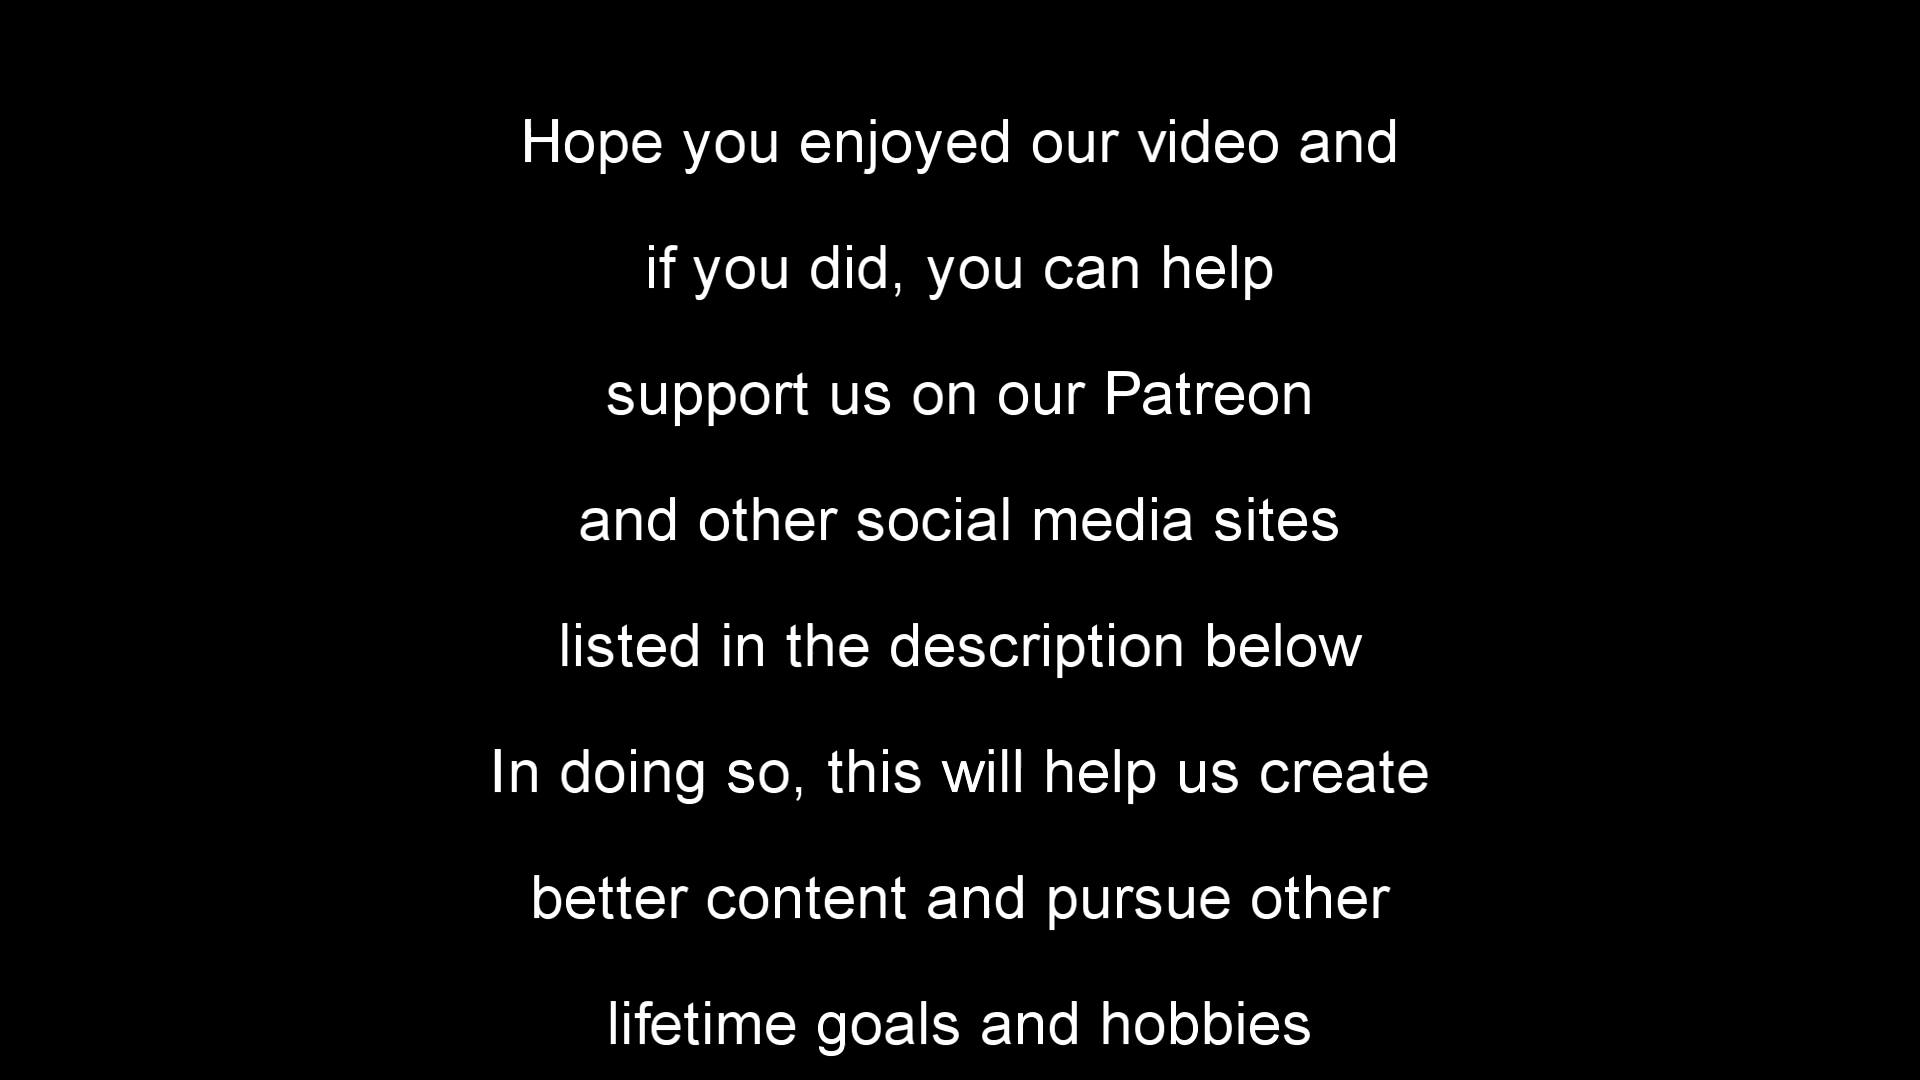 Hope you enjoyed our video and
if you did, you can help
support us on our Patreon
and other social media sites
listed in the description below
In doing so, this will help us create
better content and pursue other
lifetime goals and hobbies